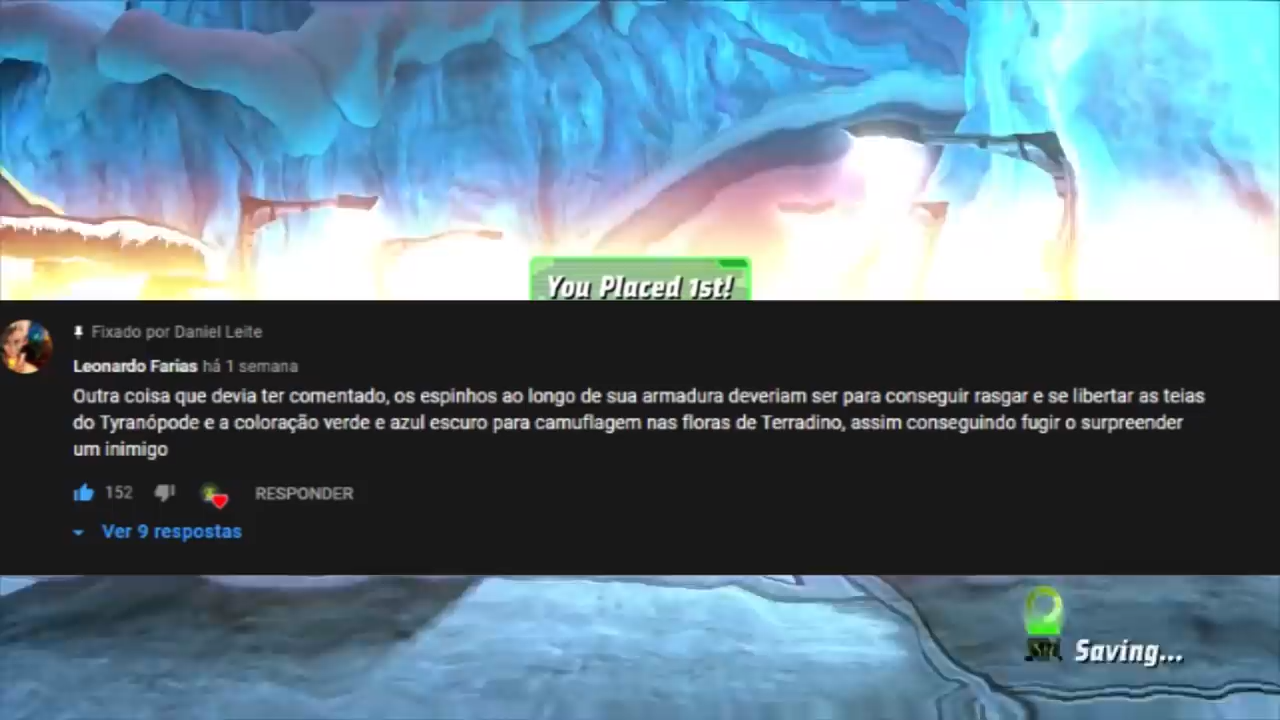 You Placed 1st!
Fixado por Daniel Leite
Leonardo Farias há 1 semana
Outra coisa que devia ter comentado, os espinhos ao longo de sua armadura deveriam ser para conseguir rasgar e se libertar as teias
do Tyranópode e a coloração verde e azul escuro para camuflagem nas floras de Terradino, assim conseguindo fugir o surpreender
um inimigo
152 RESPONDER
Ver 9 respostas
Saving...